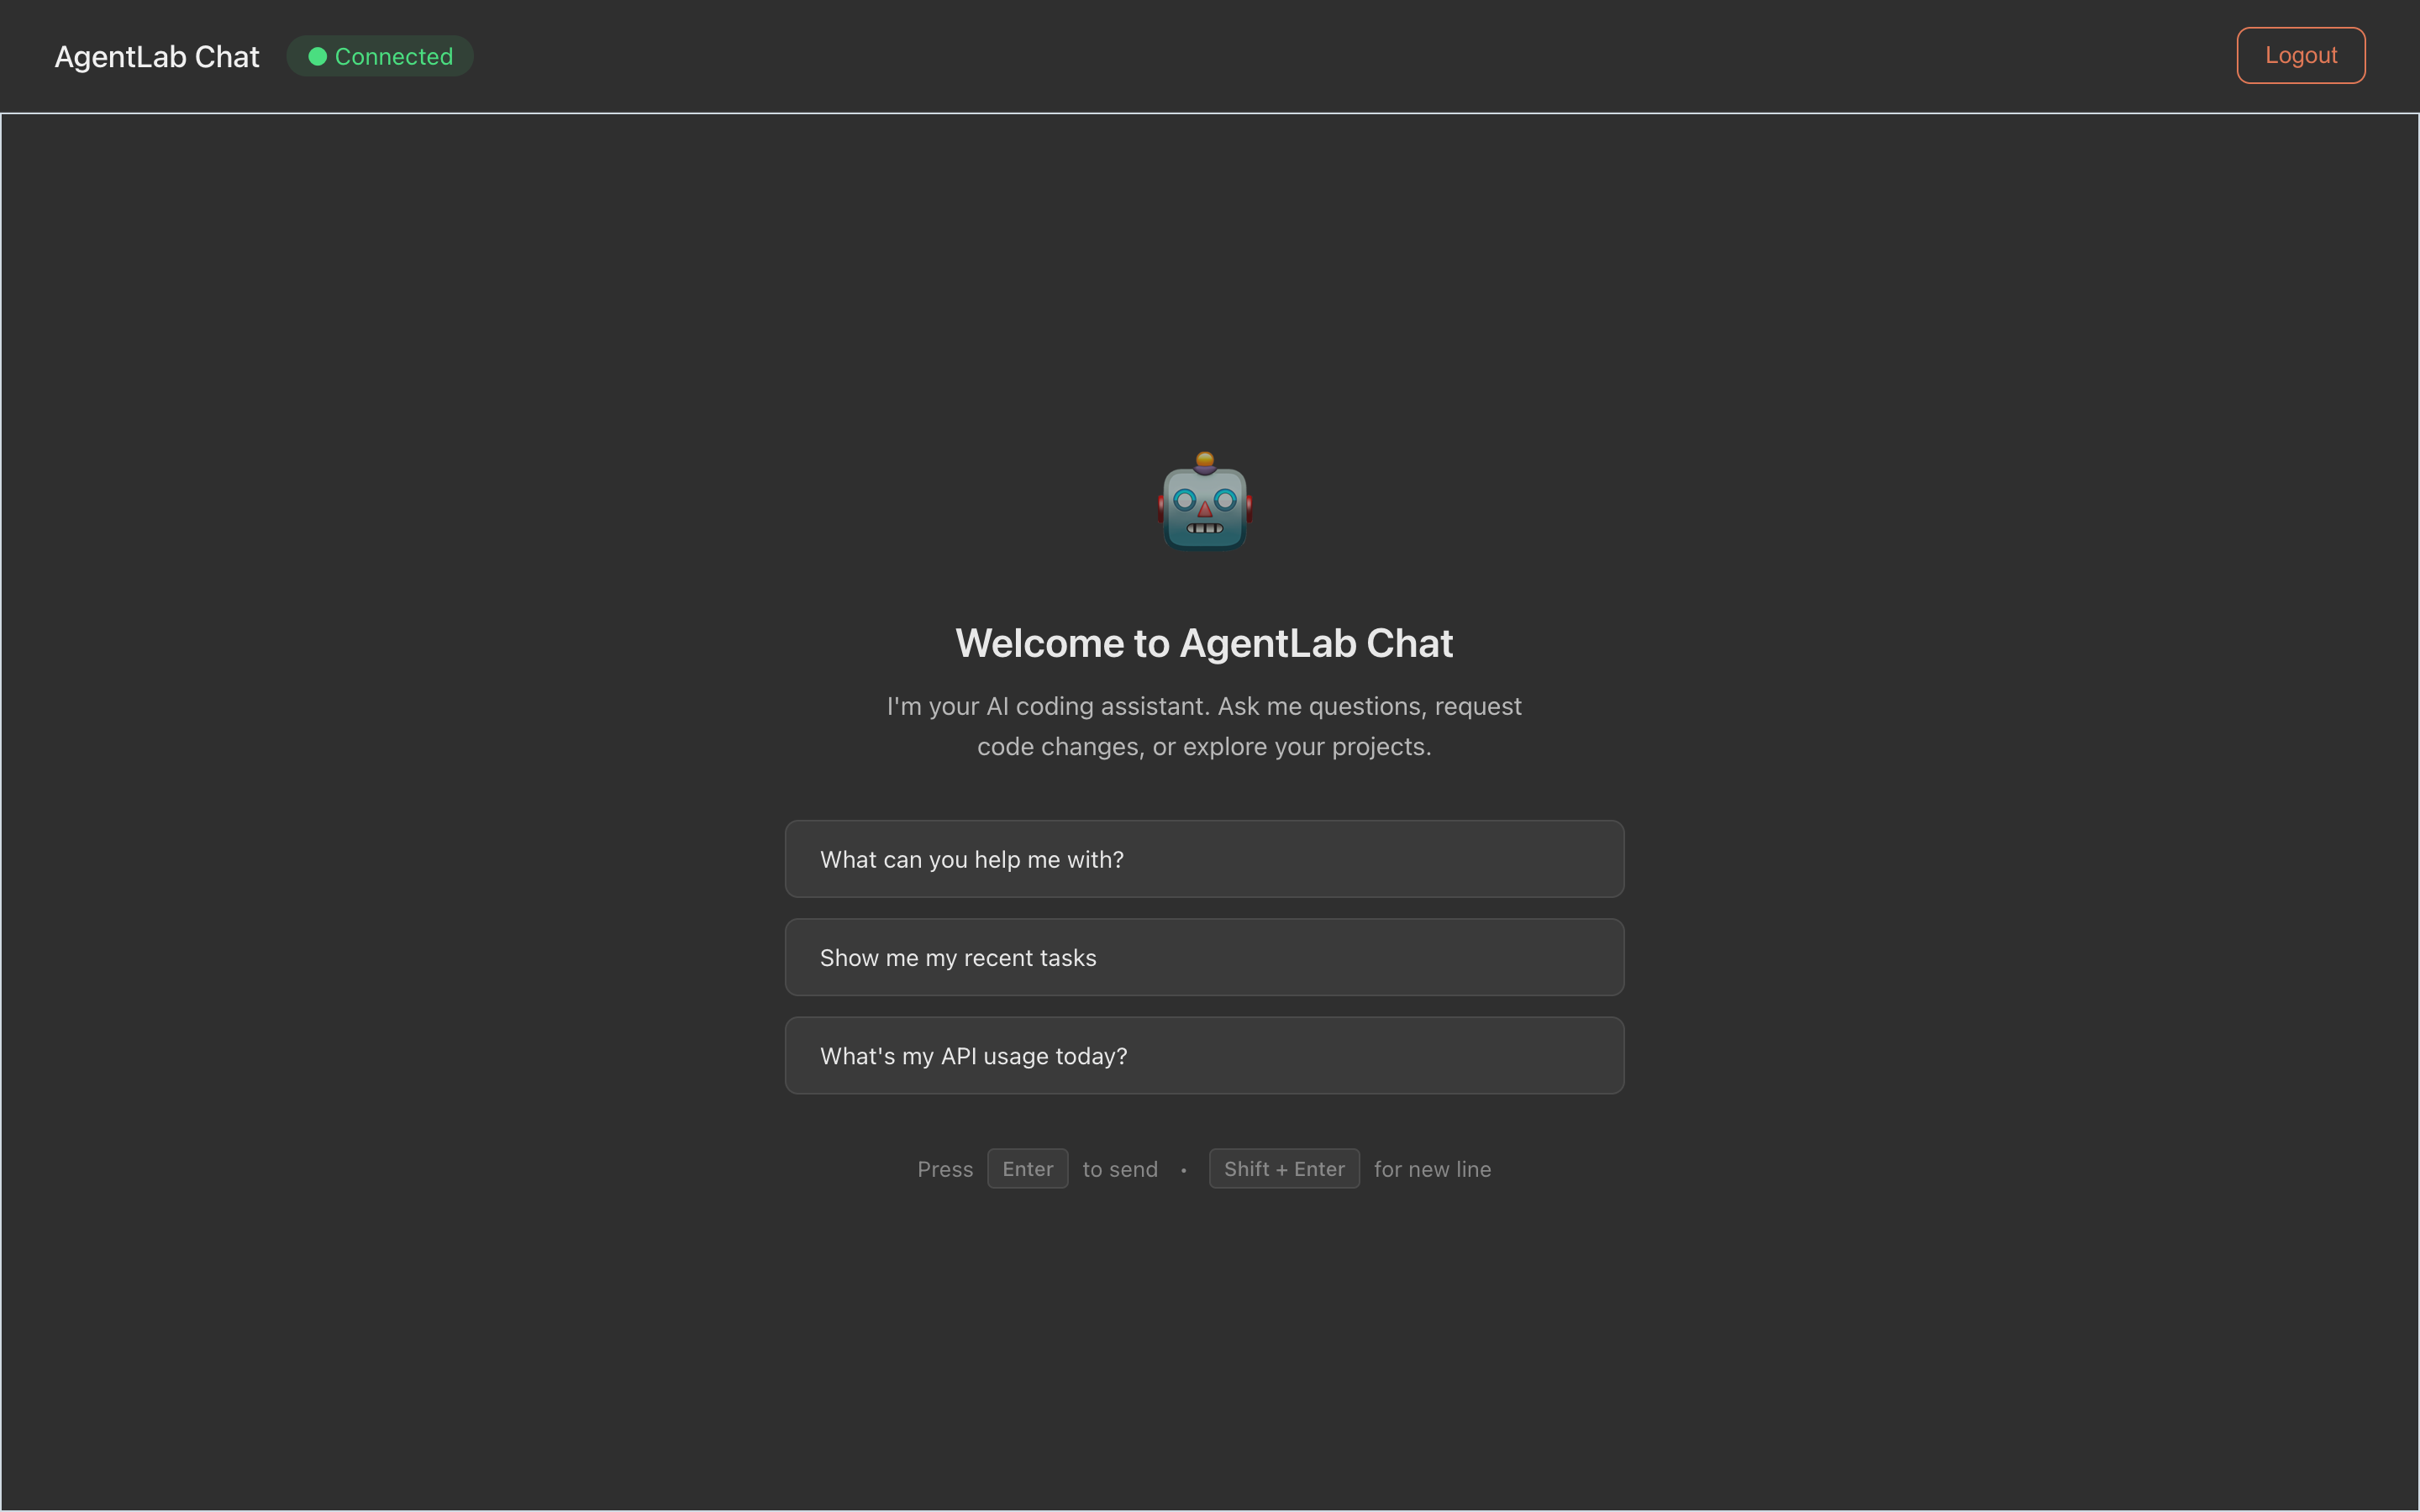 AgentLab Chat
Connected
Logout
Welcome to AgentLab Chat
I'm your AI coding assistant. Ask me questions, request
code changes, or explore your projects.
What can you help me with?
Show me my recent tasks
What's my API usage today?
Press Enter to send • Shift + Enter for new line